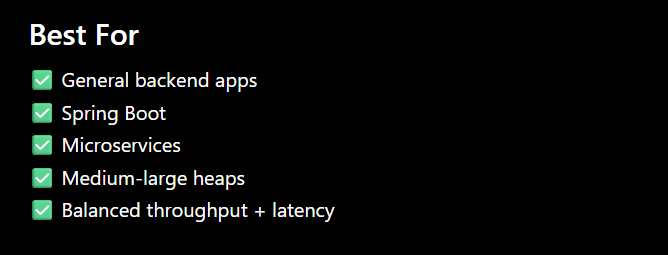 Best For
✅ General backend apps
✅ Spring Boot
✅ Microservices
✅ Medium-large heaps
✅ Balanced throughput + latency